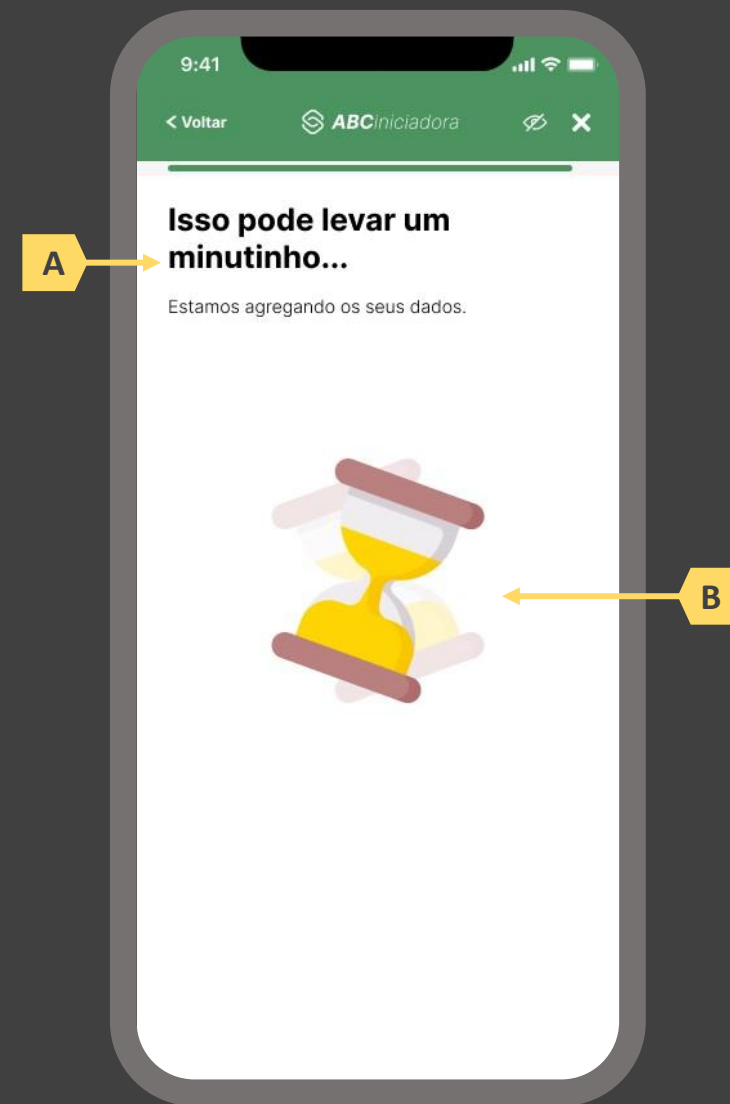 9:41
< Voltar ABCiniciadora
Isso pode levar um
minutinho...
A
Estamos agregando os seus dados.
B